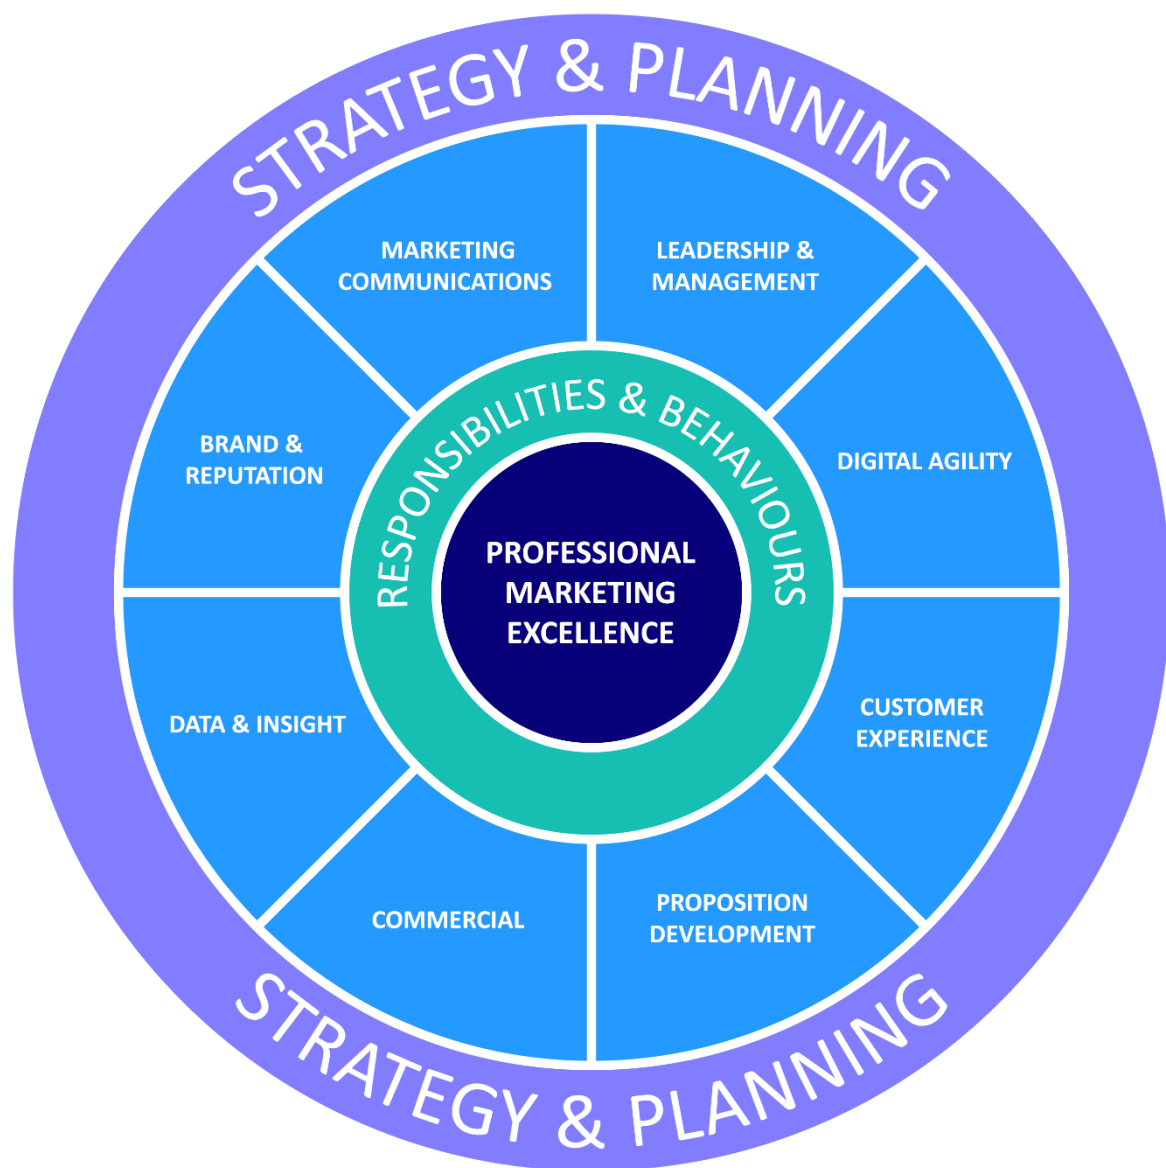 STRATEGY & PLANNING
MARKETING
COMMUNICATIONS
LEADERSHIP &
MANAGEMENT
BRAND &
REPUTATION
RESPONSIBILITIES & BEHAVIOURS
DIGITAL AGILITY
PROFESSIONAL
MARKETING
EXCELLENCE
DATA & INSIGHT
CUSTOMER
EXPERIENCE
COMMERCIAL
PROPOSITION
DEVELOPMENT
STRATEGY & PLANNING